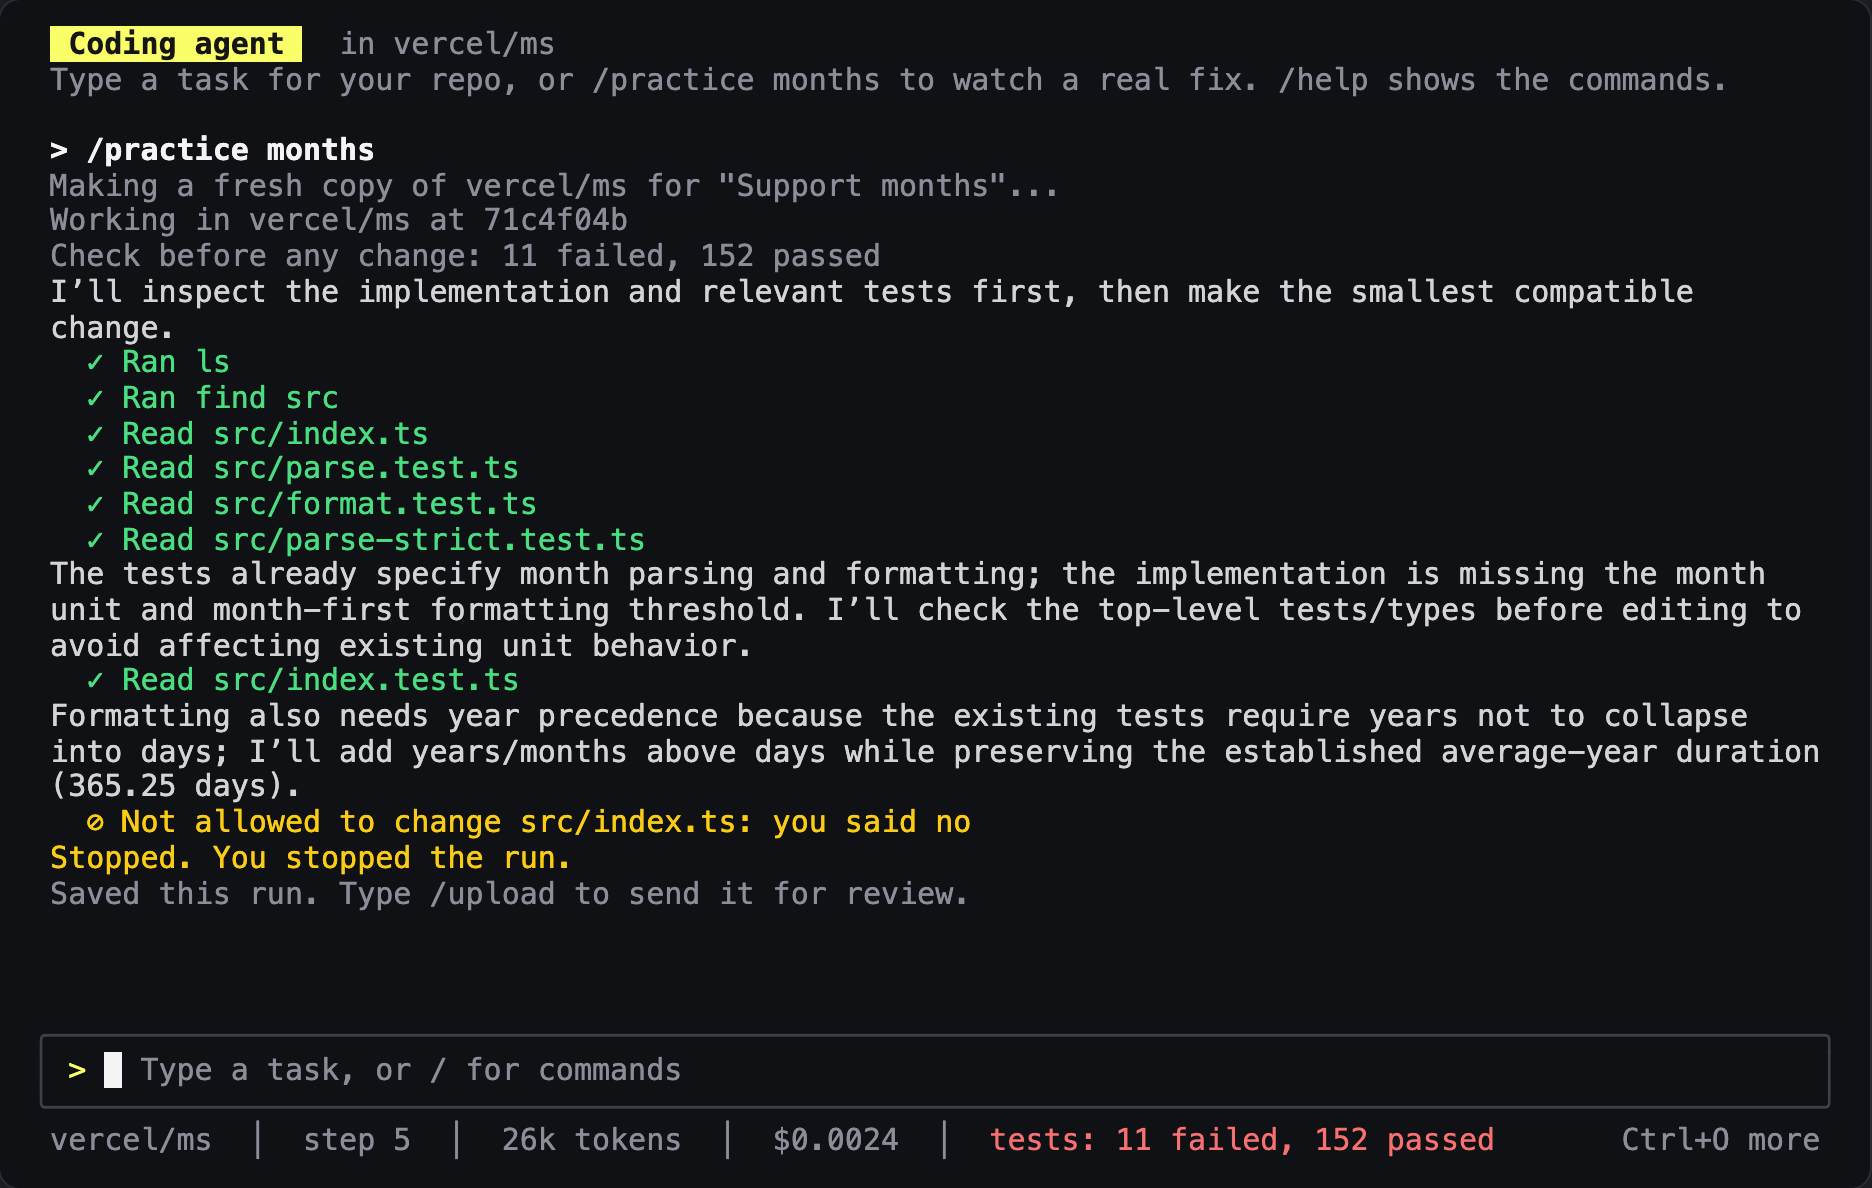 Coding agent in vercel/ms
Type a task for your repo, or /practice months to watch a real fix. /help shows the commands.
> /practice months
Making a fresh copy of vercel/ms for "Support months"...
Working in vercel/ms at 71c4f04b
Check before any change: 11 failed, 152 passed
I’ll inspect the implementation and relevant tests first, then make the smallest compatible
change.
✓ Ran ls
✓ Ran find src
✓ Read src/index.ts
✓ Read src/parse.test.ts
✓ Read src/format.test.ts
✓ Read src/parse-strict.test.ts
The tests already specify month parsing and formatting; the implementation is missing the month
unit and month-first formatting threshold. I’ll check the top-level tests/types before editing to
avoid affecting existing unit behavior.
✓ Read src/index.test.ts
Formatting also needs year precedence because the existing tests require years not to collapse
into days; I’ll add years/months above days while preserving the established average-year duration
(365.25 days).
⊘ Not allowed to change src/index.ts: you said no
Stopped. You stopped the run.
Saved this run. Type /upload to send it for review.
> Type a task, or / for commands
vercel/ms │ step 5 │ 26k tokens │ $0.0024 │ tests: 11 failed, 152 passed Ctrl+O more